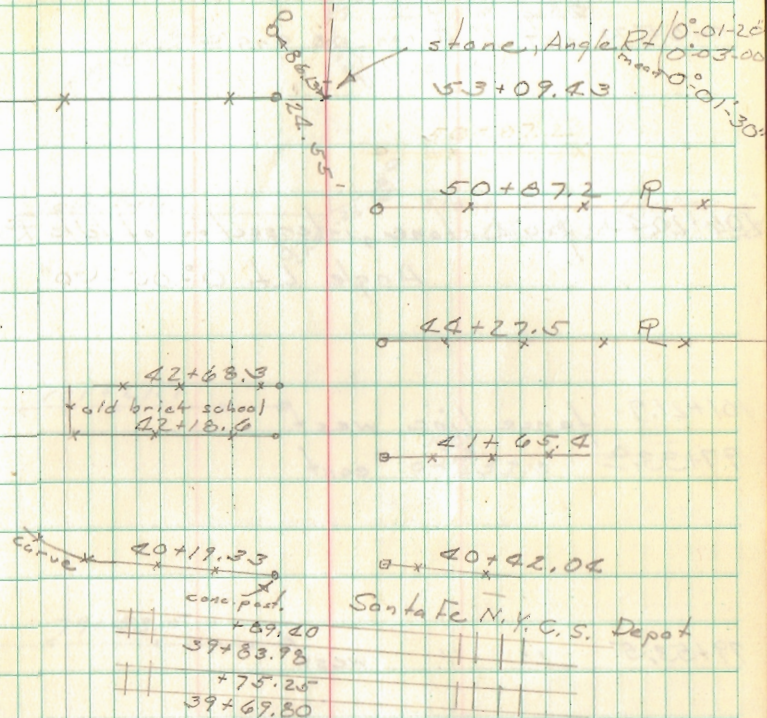 stone, Angle Rt 0°-01'-20
0°-03'-00
mean 0°-01'-30"
53+09.43
24.55
50+87.2 PL
44+27.5 PL
42+68.3
old brick school
42+18.6
41+65.4
curve
40+19.33
40+42.04
conc. post.
Santa Fe N.Y.C.S. Depot
+89.40
39+83.98
+75.25
39+69.80